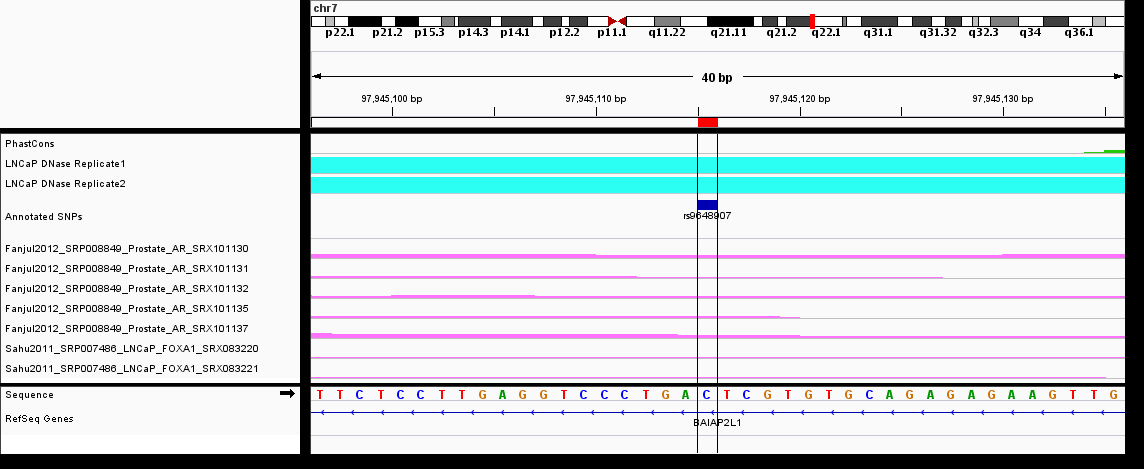 chr7
p22.1 p21.2 p15.3 p14.3 p14.1 p12.2 p11.1 q11.22 q21.11 q21.2 q22.1 q31.1 q31.32 q32.3 q34 q36.1
40 bp
97,945,100 bp 97,945,110 bp 97,945,120 bp 97,945,130 bp
PhastCons
LNCaP DNase Replicate1
LNCaP DNase Replicate2
Annotated SNPs
rs9648907
Fanjul2012_SRP008849_Prostate_AR_SRX101130
Fanjul2012_SRP008849_Prostate_AR_SRX101131
Fanjul2012_SRP008849_Prostate_AR_SRX101132
Fanjul2012_SRP008849_Prostate_AR_SRX101135
Fanjul2012_SRP008849_Prostate_AR_SRX101137
Sahu2011_SRP007486_LNCaP_FOXA1_SRX083220
Sahu2011_SRP007486_LNCaP_FOXA1_SRX083221
Sequence T T C T C C T T G A G G T C C C T G A C T C G T G T G C A G A G A G A A G T T G
RefSeq Genes
BAIAP2L1